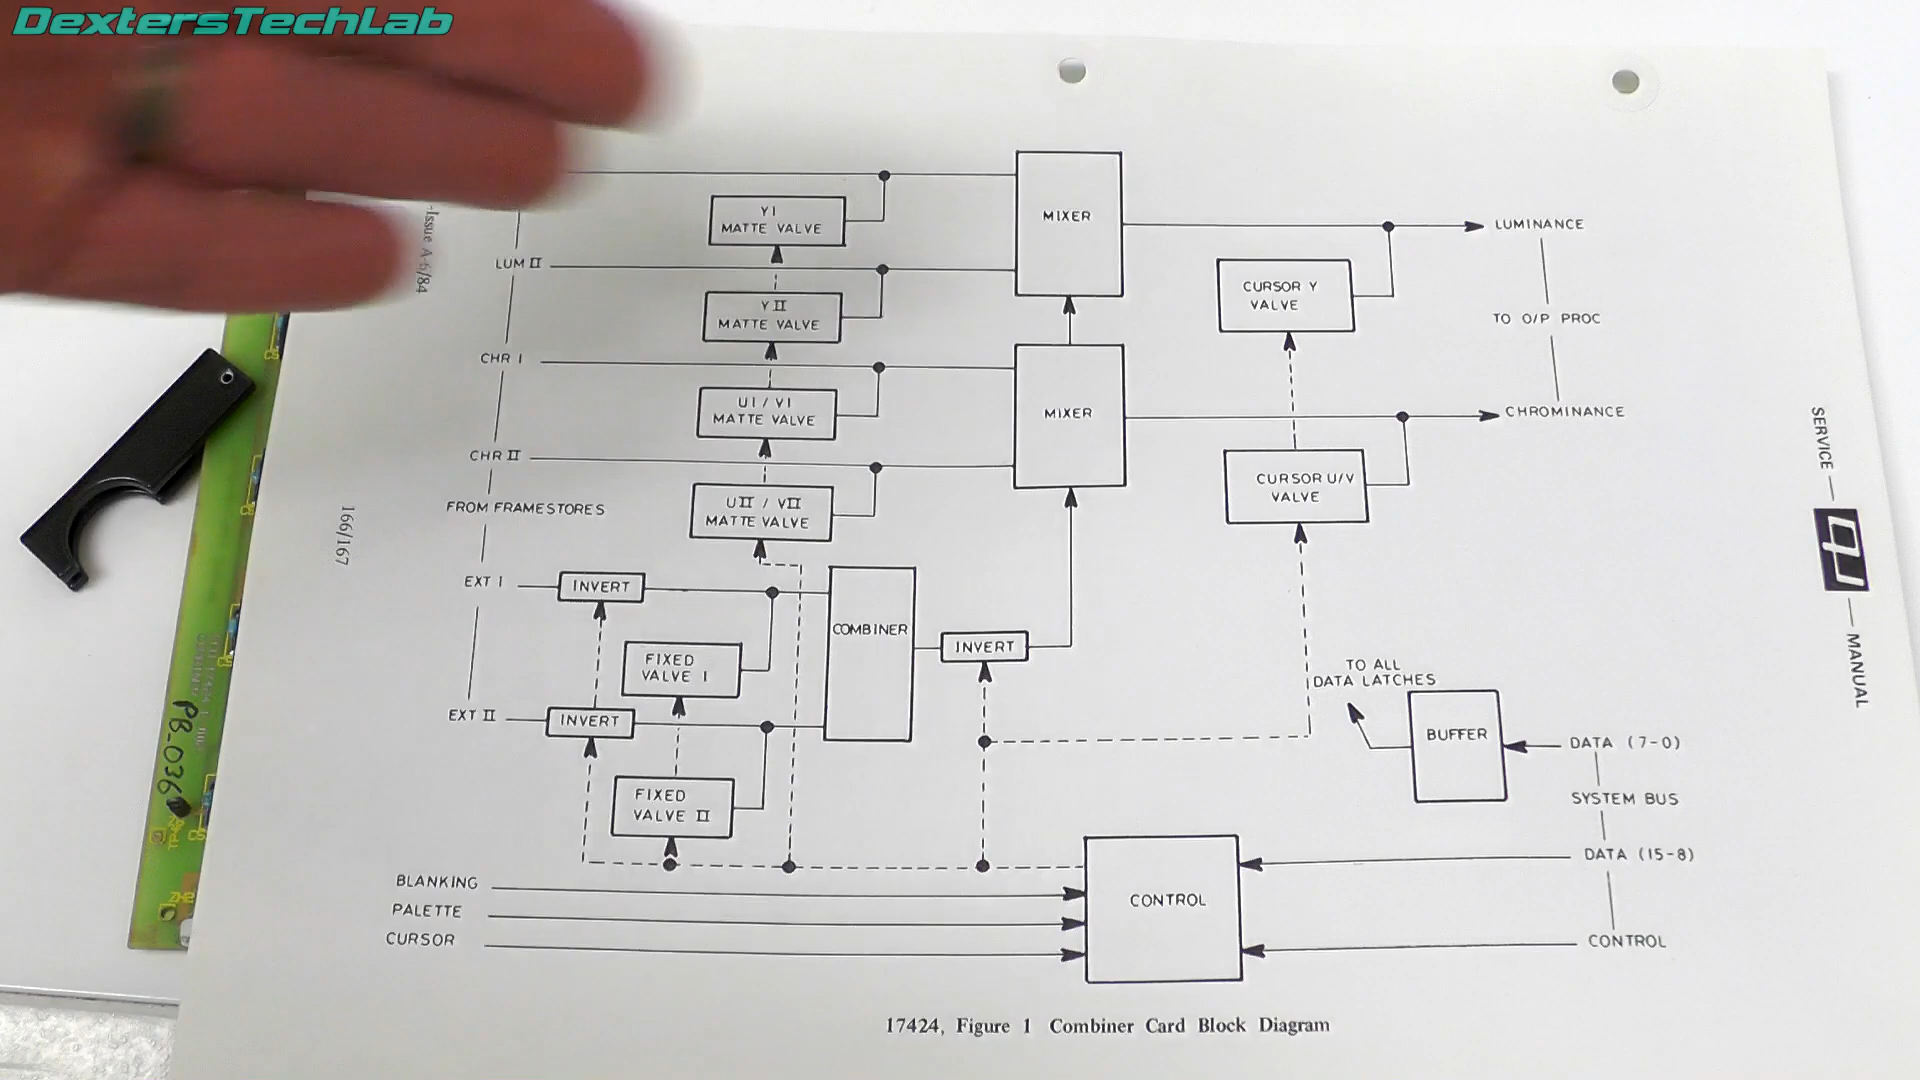 DextersTechLab
Issue A-6/84
166/167
Y I
MATTE VALVE
MIXER
LUMINANCE
LUM II
Y II
MATTE VALVE
CURSOR Y
VALVE
TO O/P PROC
CHR I
U I / V I
MATTE VALVE
MIXER
CHROMINANCE
CHR II
U II / V II
MATTE VALVE
CURSOR U/V
VALVE
FROM FRAMESTORES
EXT I
INVERT
COMBINER
INVERT
FIXED
VALVE I
EXT II
INVERT
FIXED
VALVE II
TO ALL
DATA LATCHES
BUFFER
DATA (7-0)
SYSTEM BUS
DATA (15-8)
CONTROL
BLANKING
PALETTE
CURSOR
CONTROL
17424, Figure 1 Combiner Card Block Diagram
SERVICE
MANUAL
PB_036